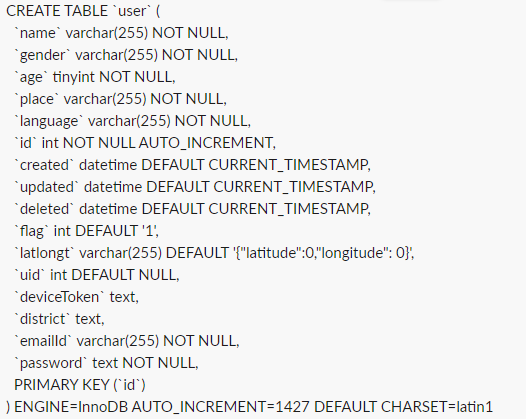 CREATE TABLE `user` (
`name` varchar(255) NOT NULL,
`gender` varchar(255) NOT NULL,
`age` tinyint NOT NULL,
`place` varchar(255) NOT NULL,
`language` varchar(255) NOT NULL,
`id` int NOT NULL AUTO_INCREMENT,
`created` datetime DEFAULT CURRENT_TIMESTAMP,
`updated` datetime DEFAULT CURRENT_TIMESTAMP,
`deleted` datetime DEFAULT CURRENT_TIMESTAMP,
`flag` int DEFAULT '1',
`latlongt` varchar(255) DEFAULT '{"latitude":0,"longitude": 0}',
`uid` int DEFAULT NULL,
`deviceToken` text,
`district` text,
`emailId` varchar(255) NOT NULL,
`password` text NOT NULL,
PRIMARY KEY (`id`)
) ENGINE=InnoDB AUTO_INCREMENT=1427 DEFAULT CHARSET=latin1